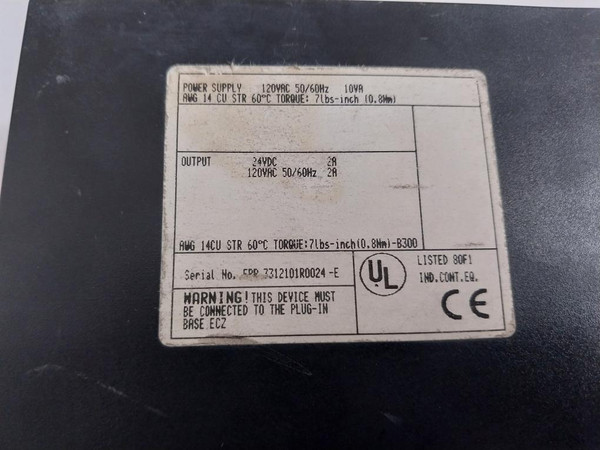 POWER SUPPLY 120VAC 50/60Hz 10VA
AWG 14 CU STR 60°C TORQUE: 7lbs-inch (0.8Nm)
OUTPUT 24VDC 2A
120VAC 50/60Hz 2A
AWG 14CU STR 60°C TORQUE:7lbs-inch(0.8Nm)-B300
Serial No. 3312101R0024 -E
UL
LISTED 80F1
IND.CONT.EQ.
CE
WARNING! THIS DEVICE MUST
BE CONNECTED TO THE PLUG-IN
BASE ECZ